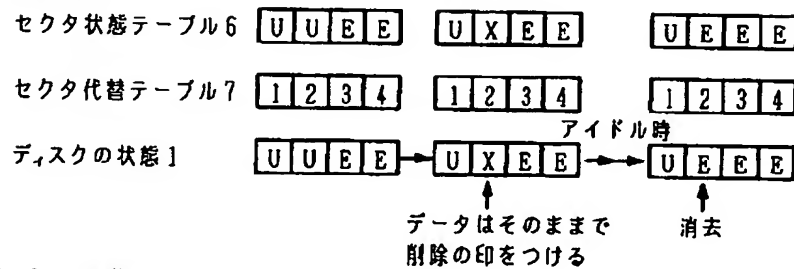 セクタ状態テーブル6 U U E E U X E E U E E E
セクタ代替テーブル7 1 2 3 4 1 2 3 4 1 2 3 4
アイドル時
ディスクの状態1 U U E E U X E E U E E E
データはそのままで 消去
削除の印をつける